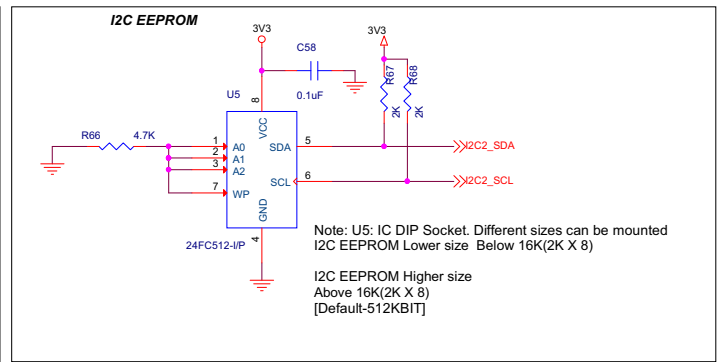 I2C EEPROM
3V3
3V3
C58
0.1uF
R67
2K
R68
2K
U5
R66
4.7K
8
VCC
1
A0
2
A1
3
A2
7
WP
SDA
5
I2C2_SDA
SCL
6
I2C2_SCL
GND
4
24FC512-I/P
Note: U5: IC DIP Socket. Different sizes can be mounted
I2C EEPROM Lower size Below 16K(2K X 8)
I2C EEPROM Higher size
Above 16K(2K X 8)
[Default-512KBIT]